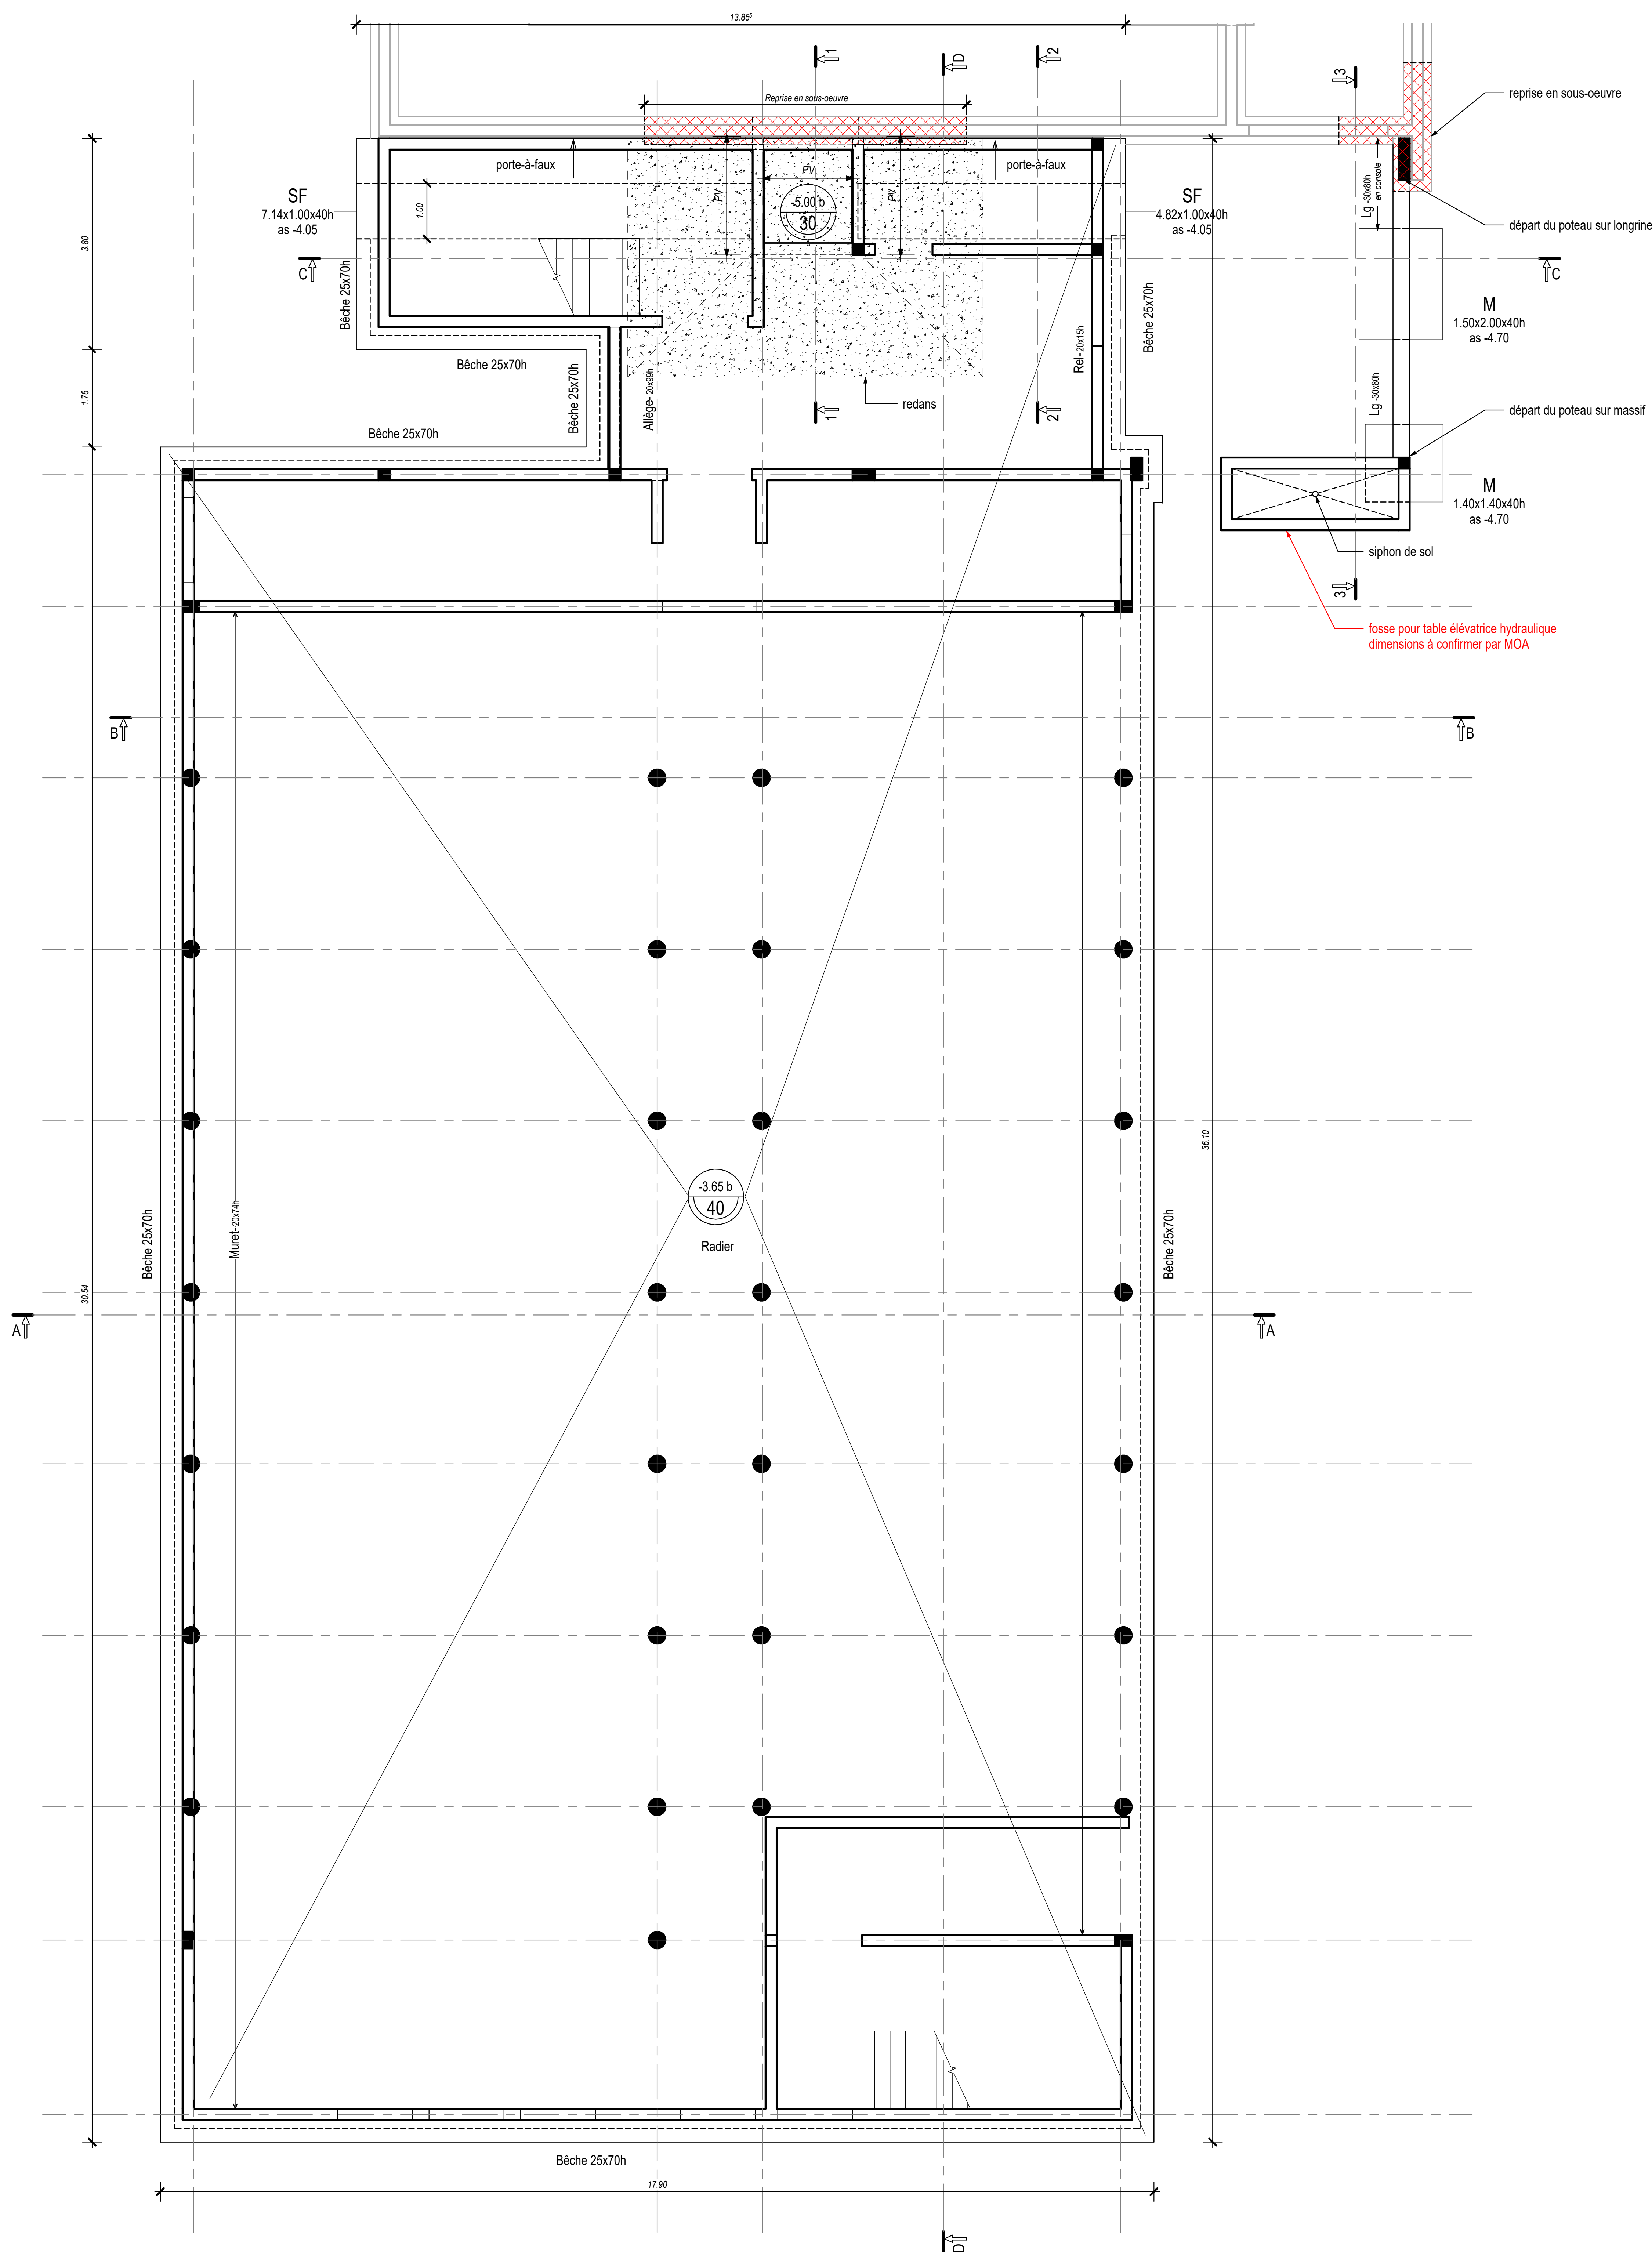 13.85⁵
1
D
2
3
Reprise en sous-oeuvre
reprise en sous-oeuvre
porte-à-faux
PV
porte-à-faux
PV
PV
-5.00 b
30
SF
7.14x1.00x40h
as -4.05
1.00
SF
4.82x1.00x40h
as -4.05
Lg -30x80h
en console
départ du poteau sur longrine
3.80
C
C
Bêche 25x70h
Bêche 25x70h
M
1.50x2.00x40h
as -4.70
Bêche 25x70h
Rel- 20x15h
1.76
Bêche 25x70h
Allège- 20x99h
redans
1
2
Lg -30x80h
départ du poteau sur massif
Bêche 25x70h
M
1.40x1.40x40h
as -4.70
siphon de sol
3
fosse pour table élévatrice hydraulique
dimensions à confirmer par MOA
B
B
36.10
-3.65 b
40
Radier
Muret- 20x74h
Bêche 25x70h
Bêche 25x70h
30.54
A
A
Bêche 25x70h
17.90
D